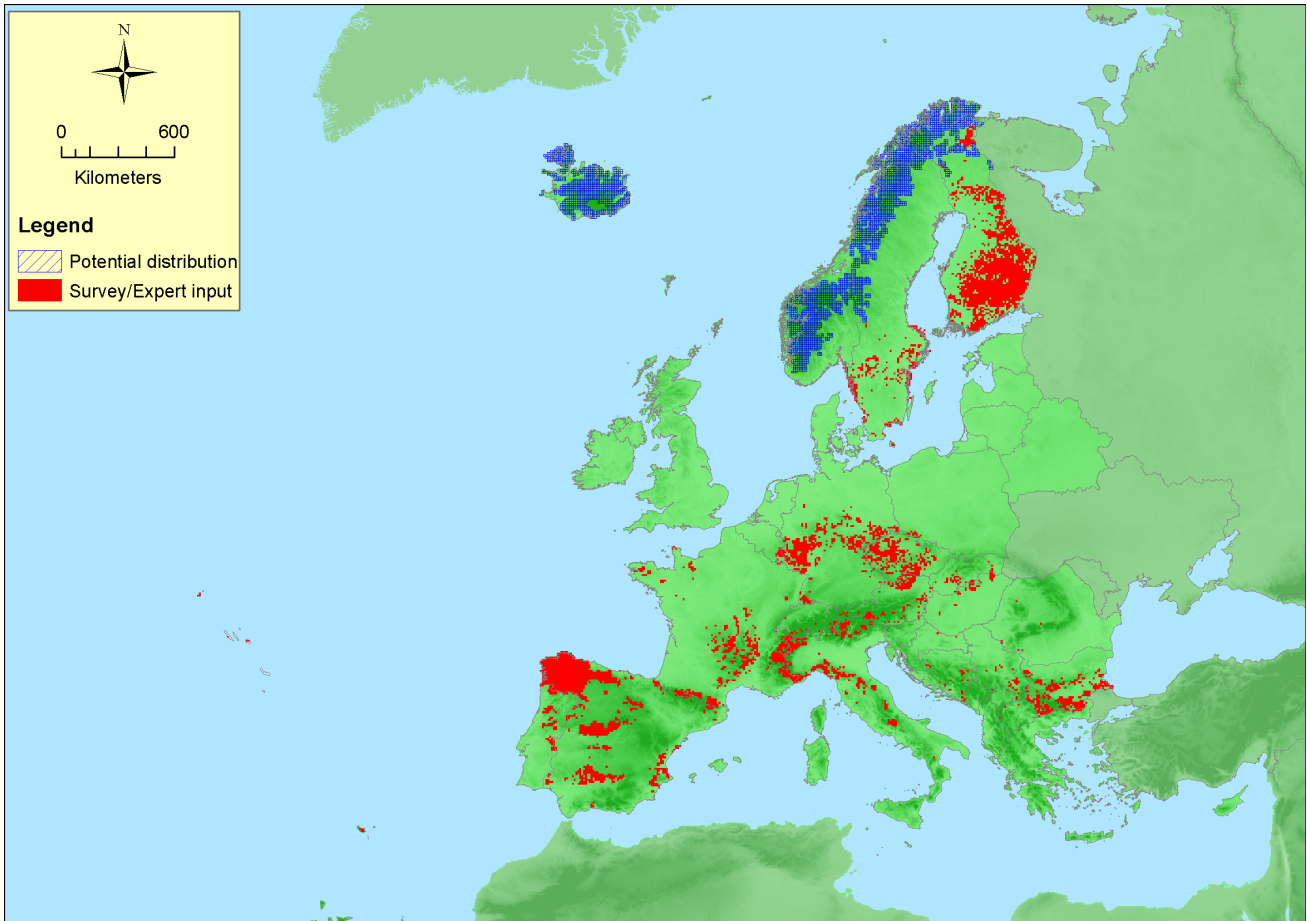 N
0 600
Kilometers
Legend
Potential distribution
Survey/Expert input